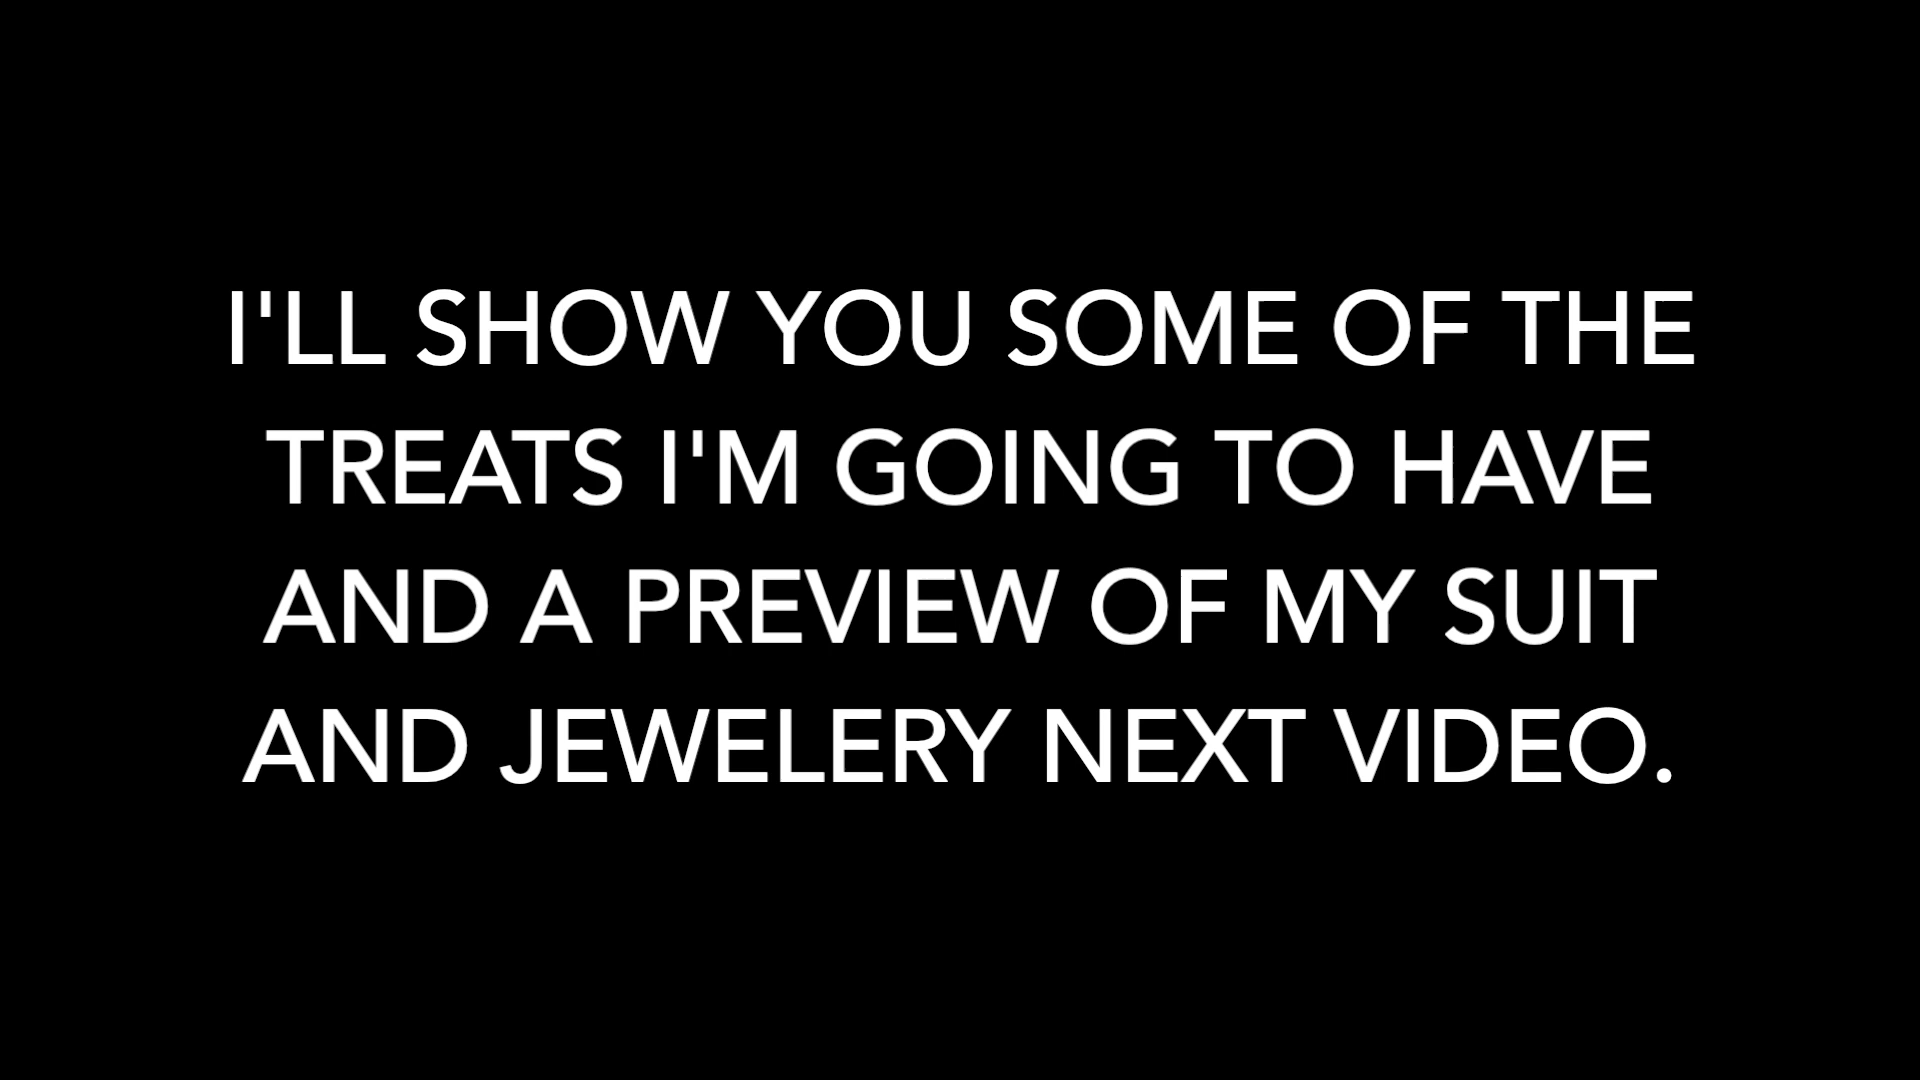 I'LL SHOW YOU SOME OF THE
TREATS I'M GOING TO HAVE
AND A PREVIEW OF MY SUIT
AND JEWELERY NEXT VIDEO.